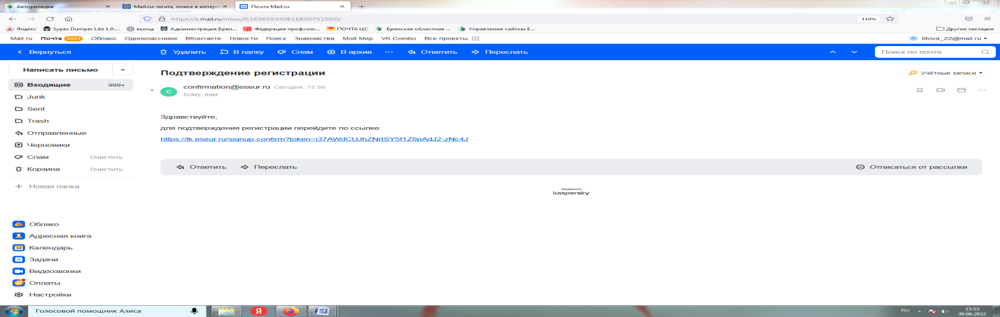 Авторизация × Mail.ru: почта, поиск в интерн × Почта Mail.ru × +
https://e.mail.ru/inbox/0:16565934061685075100:0/ 110%
Яндекс Sypex Dumper Lite 1.0... выход Администрация Брян... Федерация профсою... ПОЧТА ЦС Брянская областная ... Управление сайтом Е... Другие закладки
Mail.ru Почта 1061 Облако Одноклассники ВКонтакте Новости Поиск Знакомства Мой Мир VK Combo Все проекты titova_22@mail.ru
Вернуться Удалить В папку Спам В архив ... Ответить Переслать Поиск по почте
Написать письмо
Входящие 999+
Junk
Sent
Trash
Отправленные
Черновики
Спам Очистить
Корзина Очистить
Новая папка
Облако
Адресная книга
30 Календарь
Задачи
Видеозвонки
Оплаты
Настройки
Подтверждение регистрации Учётные записи
C confirmation@eseur.ru Сегодня, 15:50
Кому: вам
Здравствуйте,
для подтверждения регистрации перейдите по ссылке:
https://lk.eseur.ru/signup-confirm?token=i37AWdCUJhZNrtSY5f1Z8pAdJ2-zNc4J
Ответить Переслать Отписаться от рассылки
Защищено
kaspersky
Голосовой помощник Алиса Я RU 15:53
30.06.2022